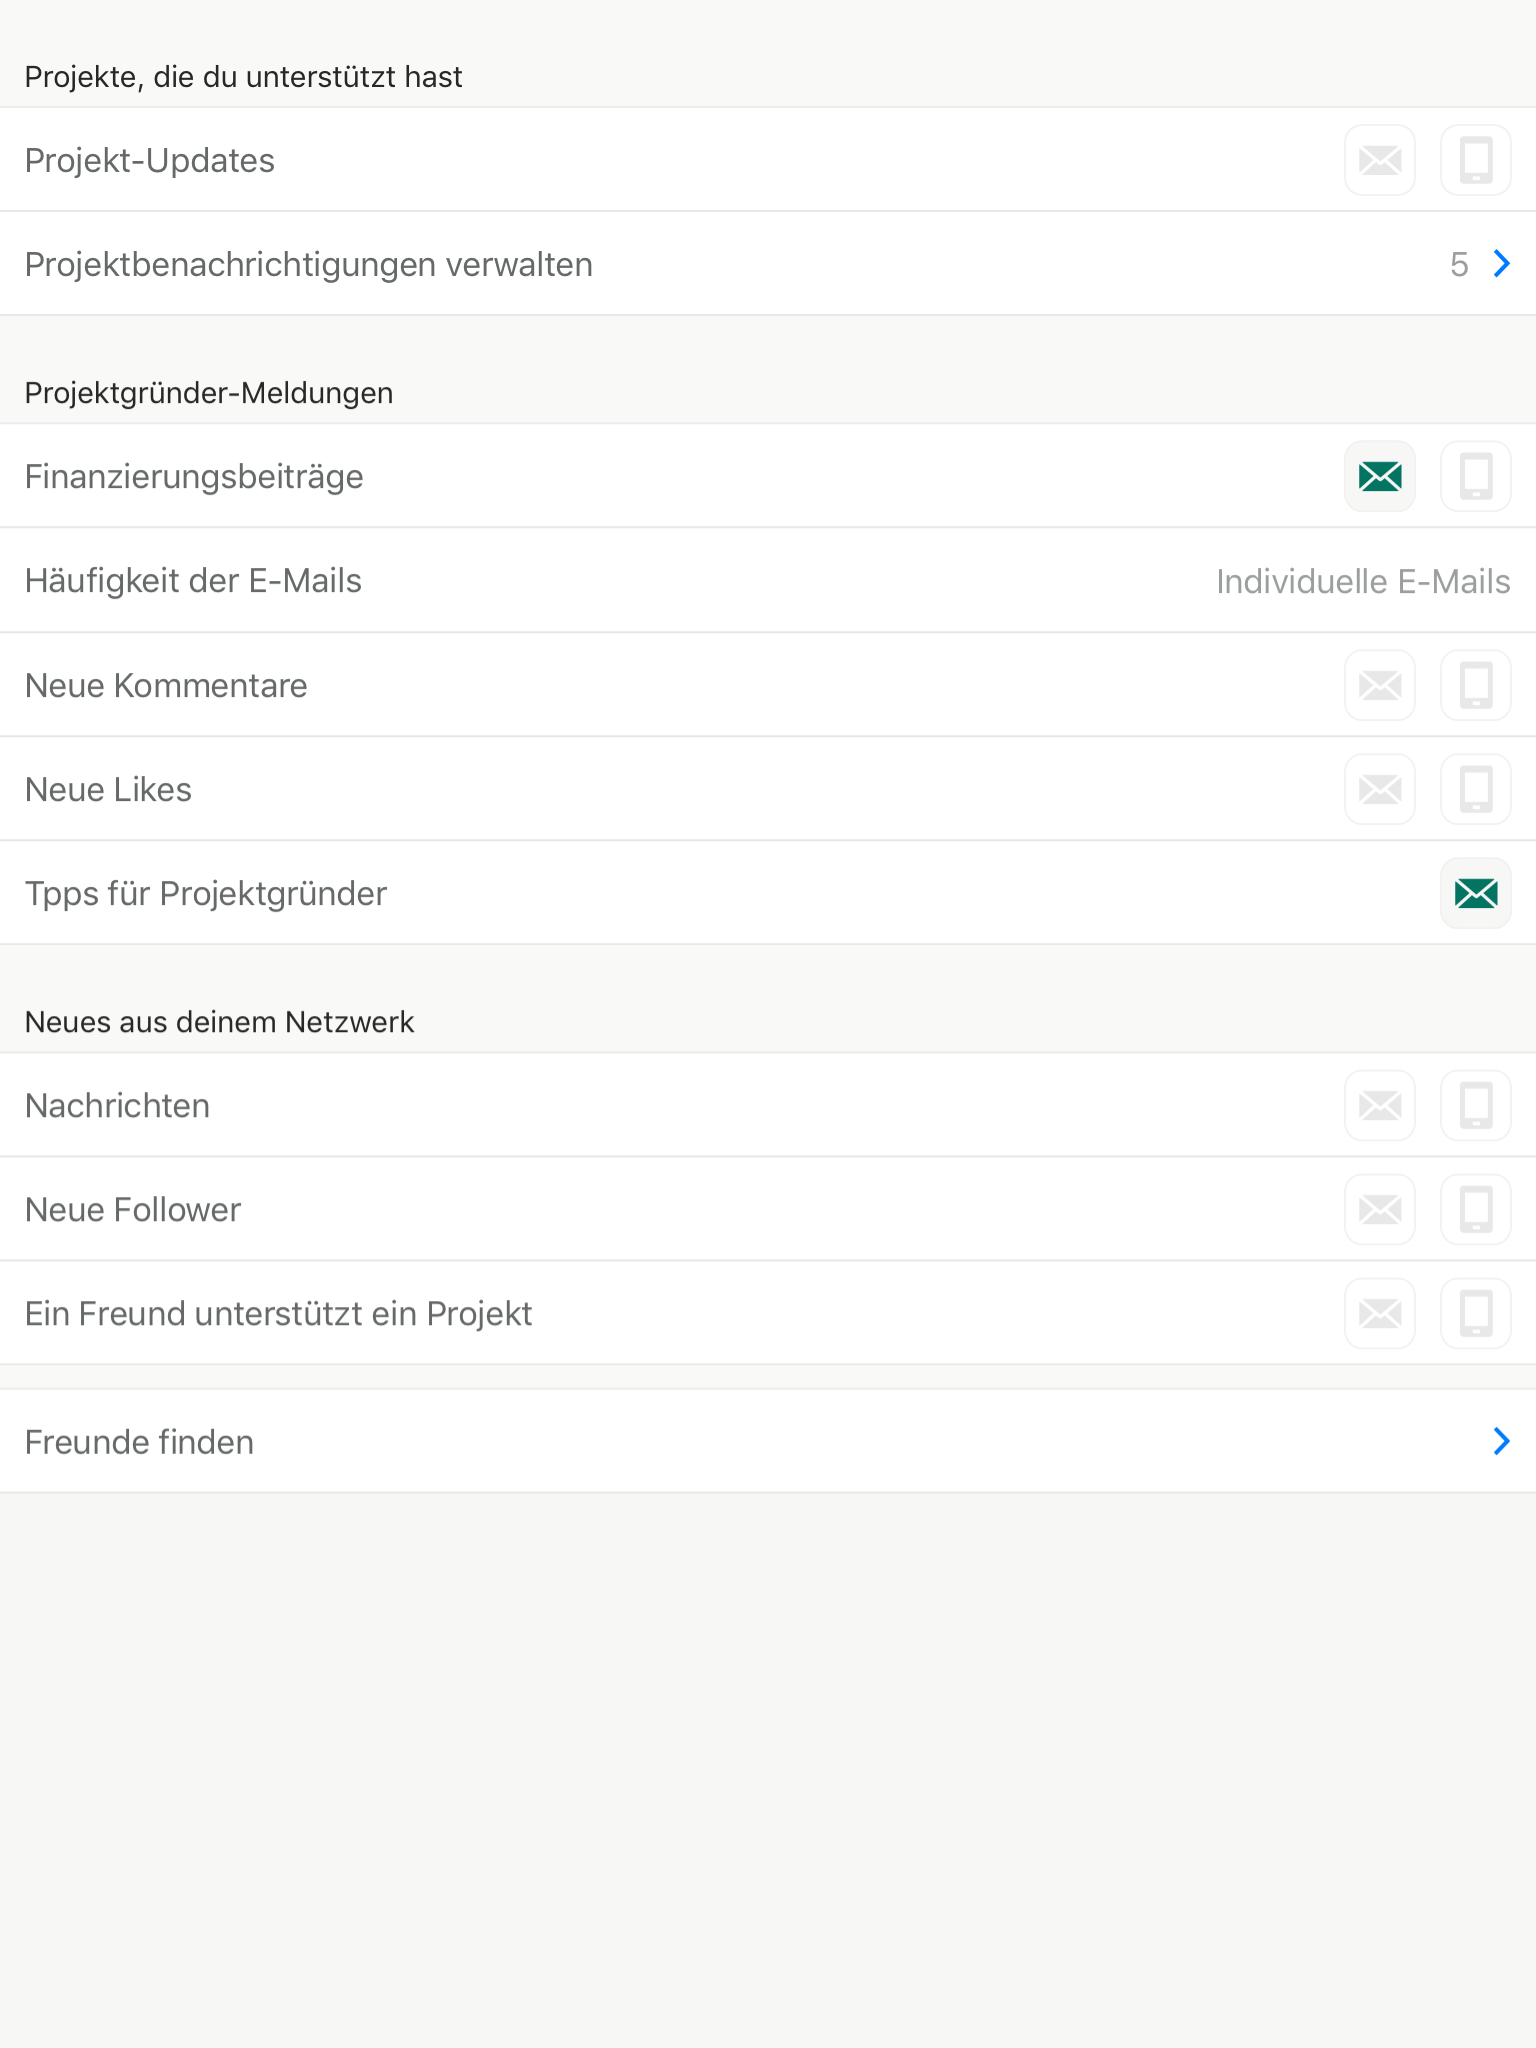 Projekte, die du unterstützt hast
Projekt-Updates
Projektbenachrichtigungen verwalten 5
Projektgründer-Meldungen
Finanzierungsbeiträge
Häufigkeit der E-Mails Individuelle E-Mails
Neue Kommentare
Neue Likes
Tpps für Projektgründer
Neues aus deinem Netzwerk
Nachrichten
Neue Follower
Ein Freund unterstützt ein Projekt
Freunde finden